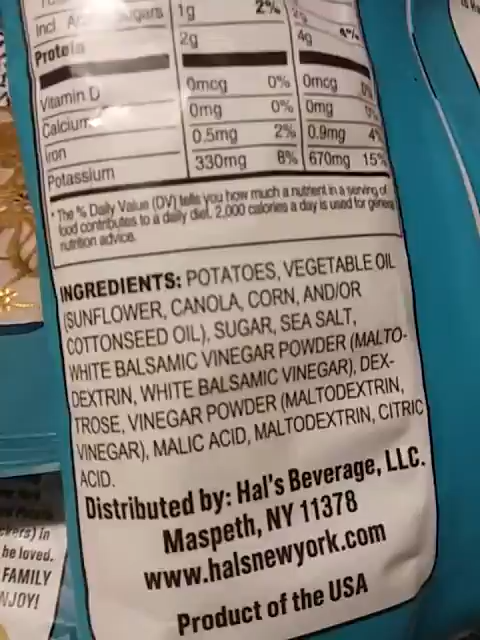 Incl Sugars 1g 2% 2g 4%
Protein 2g 4g
Vitamin D 0mcg 0% 0mcg 0%
Calcium 0mg 0% 0mg 0%
Iron 0.5mg 2% 0.9mg 4%
Potassium 330mg 8% 670mg 15%
* The % Daily Value (DV) tells you how much a nutrient in a serving of
food contributes to a daily diet. 2,000 calories a day is used for general
nutrition advice.
INGREDIENTS: POTATOES, VEGETABLE OIL
(SUNFLOWER, CANOLA, CORN, AND/OR
COTTONSEED OIL), SUGAR, SEA SALT,
WHITE BALSAMIC VINEGAR POWDER (MALTO-
DEXTRIN, WHITE BALSAMIC VINEGAR), DEX-
TROSE, VINEGAR POWDER (MALTODEXTRIN,
VINEGAR), MALIC ACID, MALTODEXTRIN, CITRIC
ACID.
Distributed by: Hal's Beverage, LLC.
Maspeth, NY 11378
www.halsnewyork.com
Product of the USA
he loved.
FAMILY